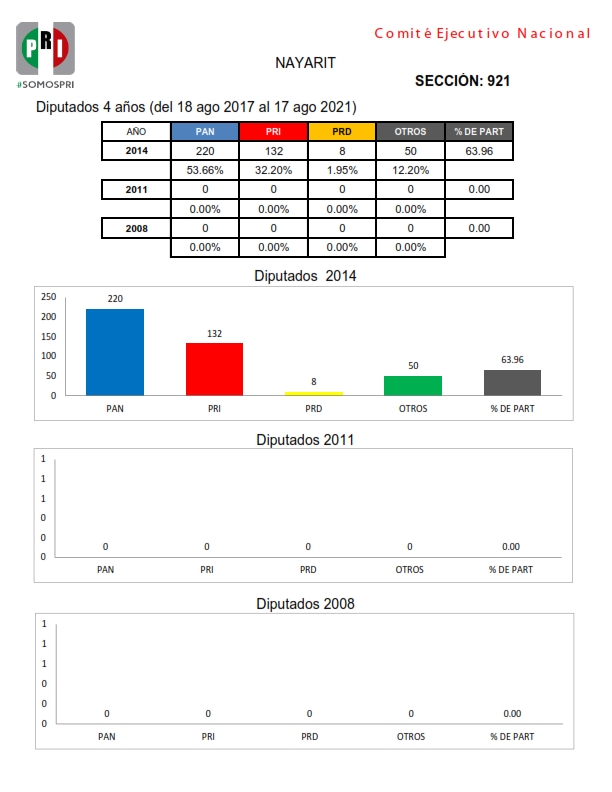 Comité Ejecutivo Nacional
PRI
#SOMOSPRI
NAYARIT
SECCIÓN: 921
Diputados 4 años (del 18 ago 2017 al 17 ago 2021)
AÑO PAN PRI PRD OTROS % DE PART
2014 220 132 8 50 63.96
53.66% 32.20% 1.95% 12.20%
2011 0 0 0 0 0.00
0.00% 0.00% 0.00% 0.00%
2008 0 0 0 0 0.00
0.00% 0.00% 0.00% 0.00%
Diputados 2014
250
200
150
100
50
0
220 132 8 50 63.96
PAN PRI PRD OTROS % DE PART
Diputados 2011
1
1
1
0
0
0
0 0 0 0 0.00
PAN PRI PRD OTROS % DE PART
Diputados 2008
1
1
1
0
0
0
0 0 0 0 0.00
PAN PRI PRD OTROS % DE PART